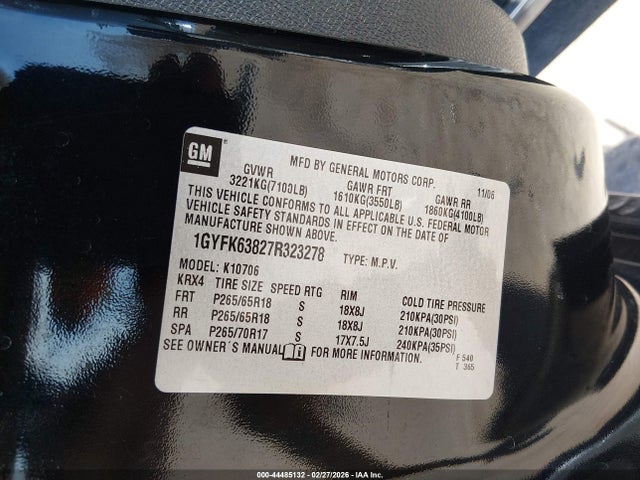 GM
MFD BY GENERAL MOTORS CORP. 11/06
GVWR GAWR FRT GAWR RR
3221KG(7100LB) 1610KG(3550LB) 1860KG(4100LB)
THIS VEHICLE CONFORMS TO ALL APPLICABLE U.S. FEDERAL MOTOR
VEHICLE SAFETY STANDARDS IN EFFECT ON THE DATE OF
MANUFACTURE SHOWN ABOVE.
1GYFK63827R323278 TYPE: M.P.V.
MODEL: K10706
KRX4 TIRE SIZE SPEED RTG RIM COLD TIRE PRESSURE
FRT P265/65R18 S 18X8J 210KPA(30PSI)
RR P265/65R18 S 18X8J 210KPA(30PSI)
SPA P265/70R17 S 17X7.5J 240KPA(35PSI)
SEE OWNER'S MANUAL FOR MORE INFORMATION.
F 540
T 365
000-44485132 - 02/27/2026 - IAA Inc.